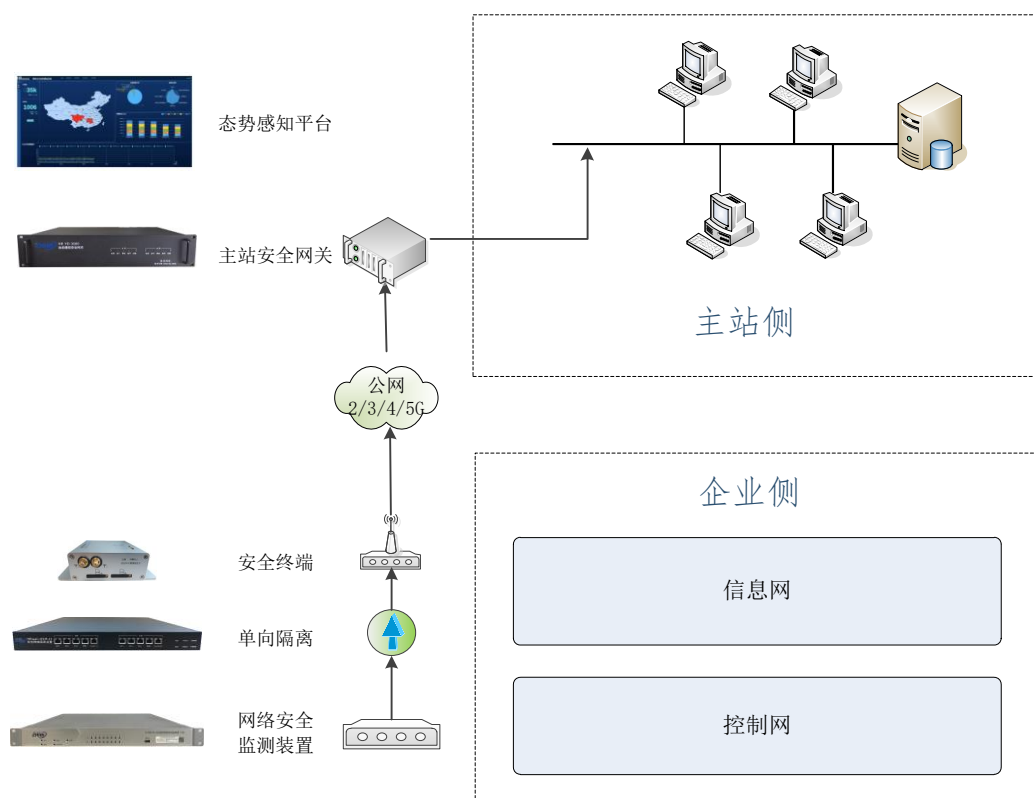 态势感知平台
主站安全网关
主站侧
公网
2/3/4/5G
企业侧
安全终端
信息网
单向隔离
网络安全
监测装置
控制网